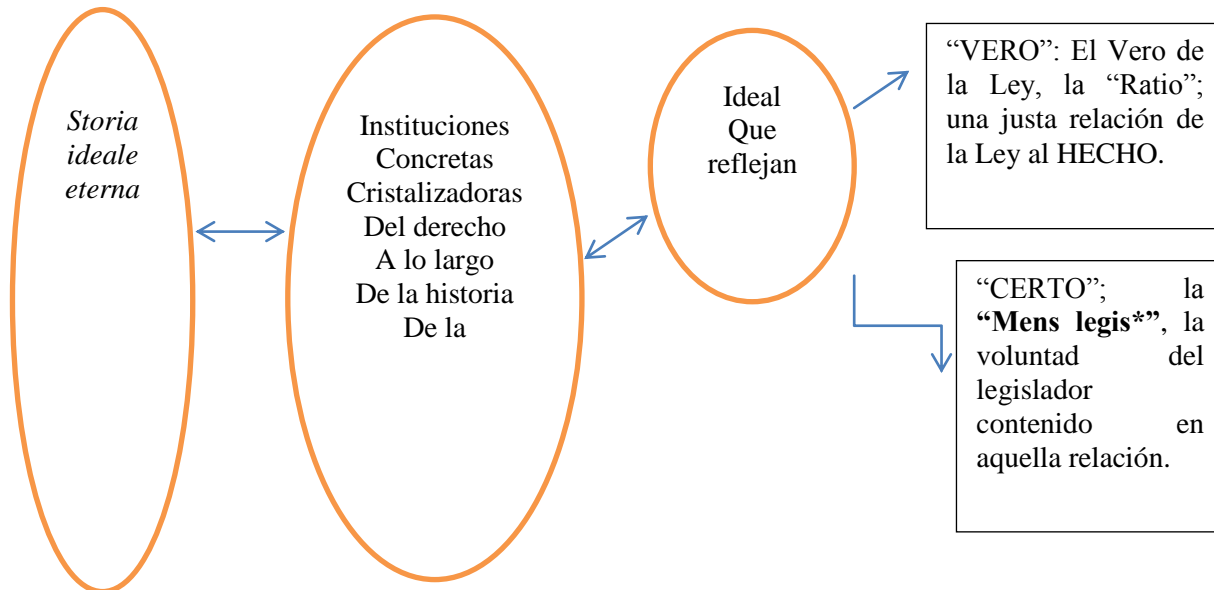 Storia
ideale
eterna
Instituciones
Concretas
Cristalizadoras
Del derecho
A lo largo
De la historia
De la
Ideal
Que
reflejan
“VERO”: El Vero de
la Ley, la “Ratio”;
una justa relación de
la Ley al HECHO.
“CERTO”; la
“Mens legis*”, la
voluntad del
legislador
contenido en
aquella relación.